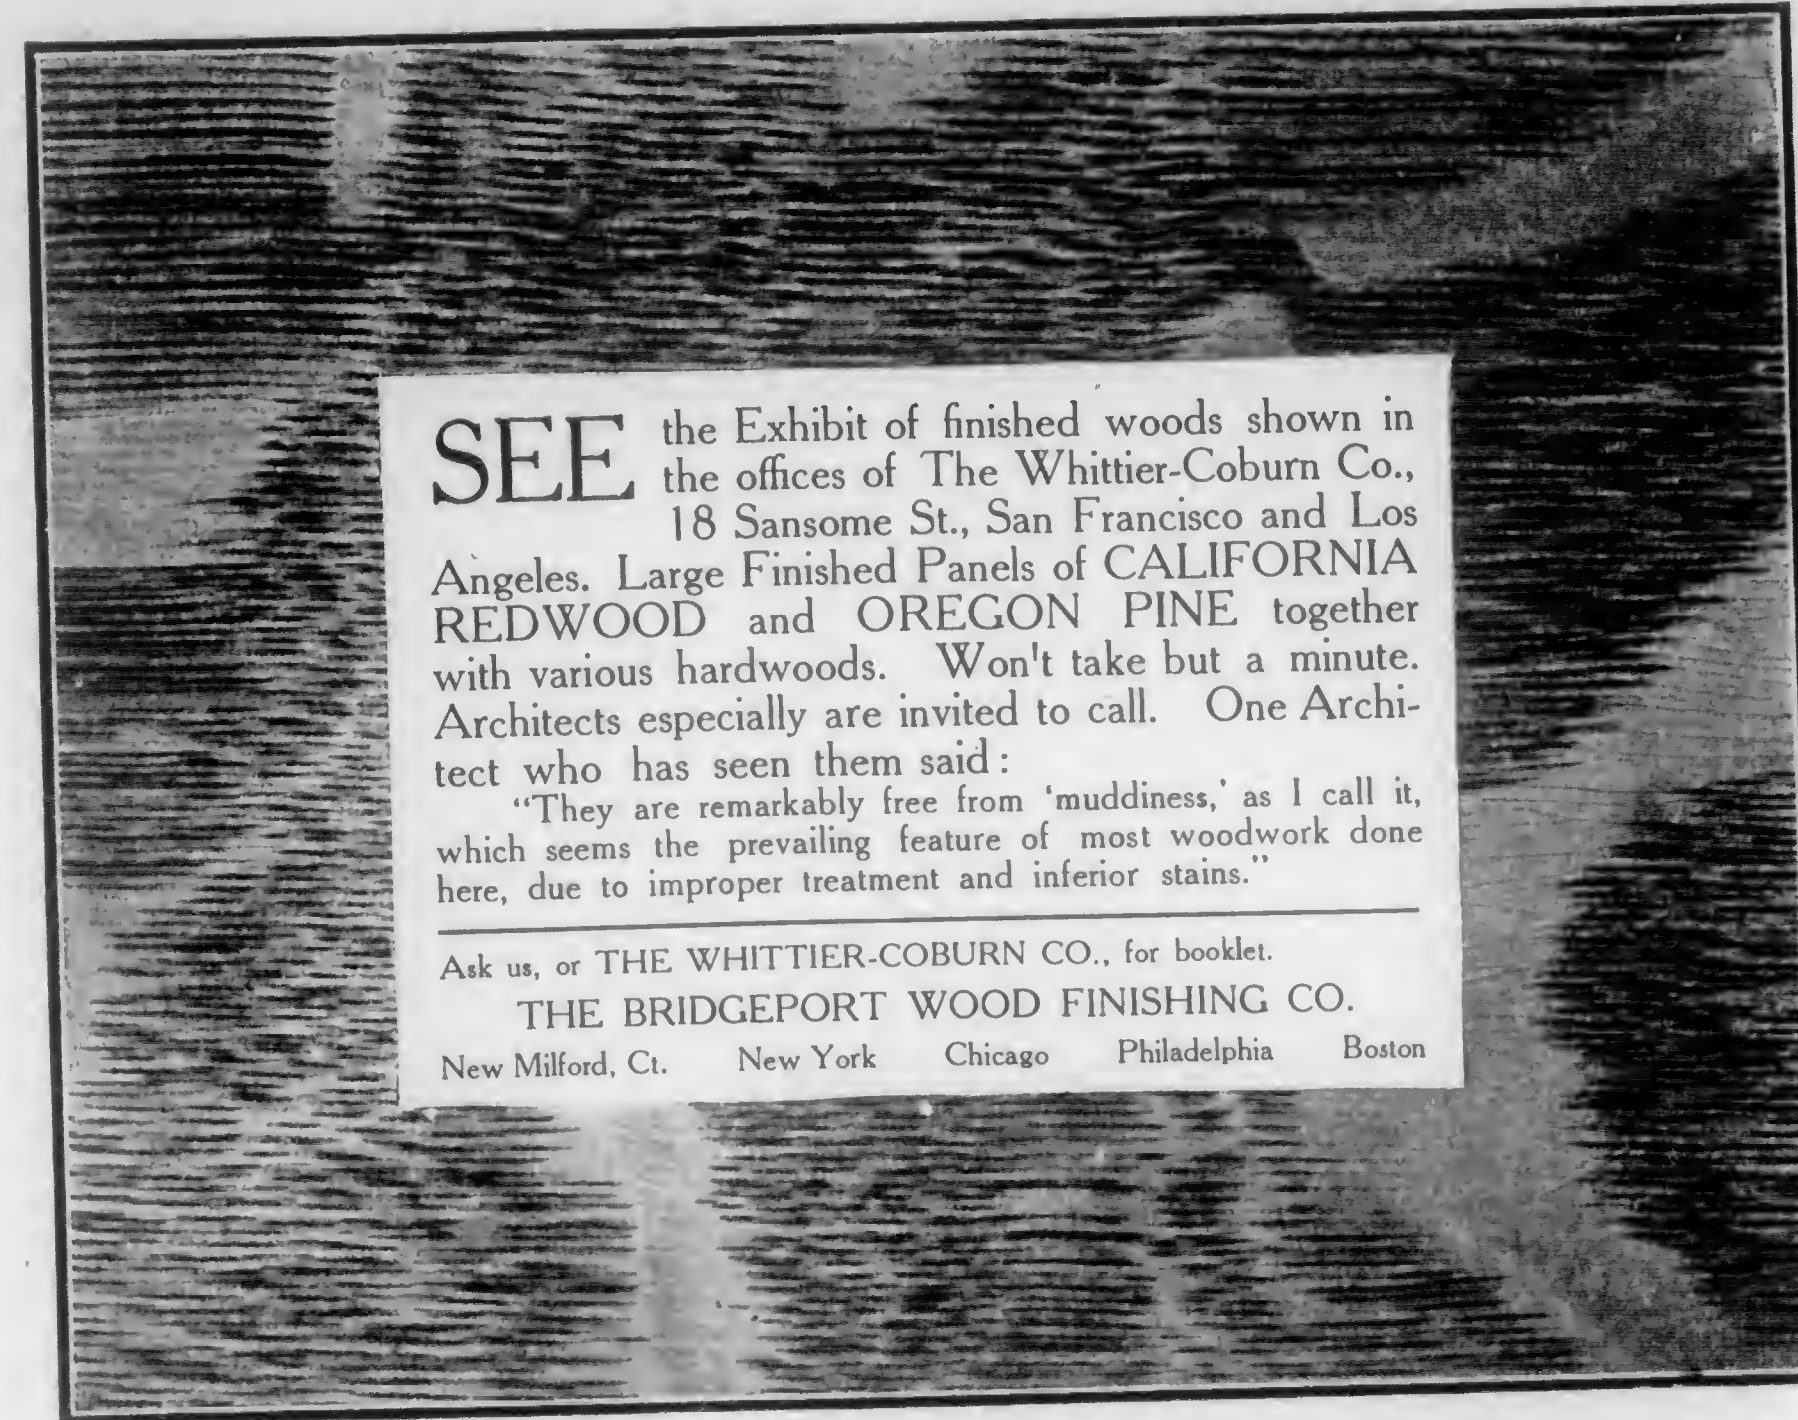 SEE the Exhibit of finished woods shown in
the offices of The Whittier-Coburn Co.,
18 Sansome St., San Francisco and Los
Angeles. Large Finished Panels of CALIFORNIA
REDWOOD and OREGON PINE together
with various hardwoods. Won't take but a minute.
Architects especially are invited to call. One Archi-
tect who has seen them said:
"They are remarkably free from 'muddiness,' as I call it,
which seems the prevailing feature of most woodwork done
here, due to improper treatment and inferior stains."
Ask us, or THE WHITTIER-COBURN CO., for booklet.
THE BRIDGEPORT WOOD FINISHING CO.
New Milford, Ct. New York Chicago Philadelphia Boston